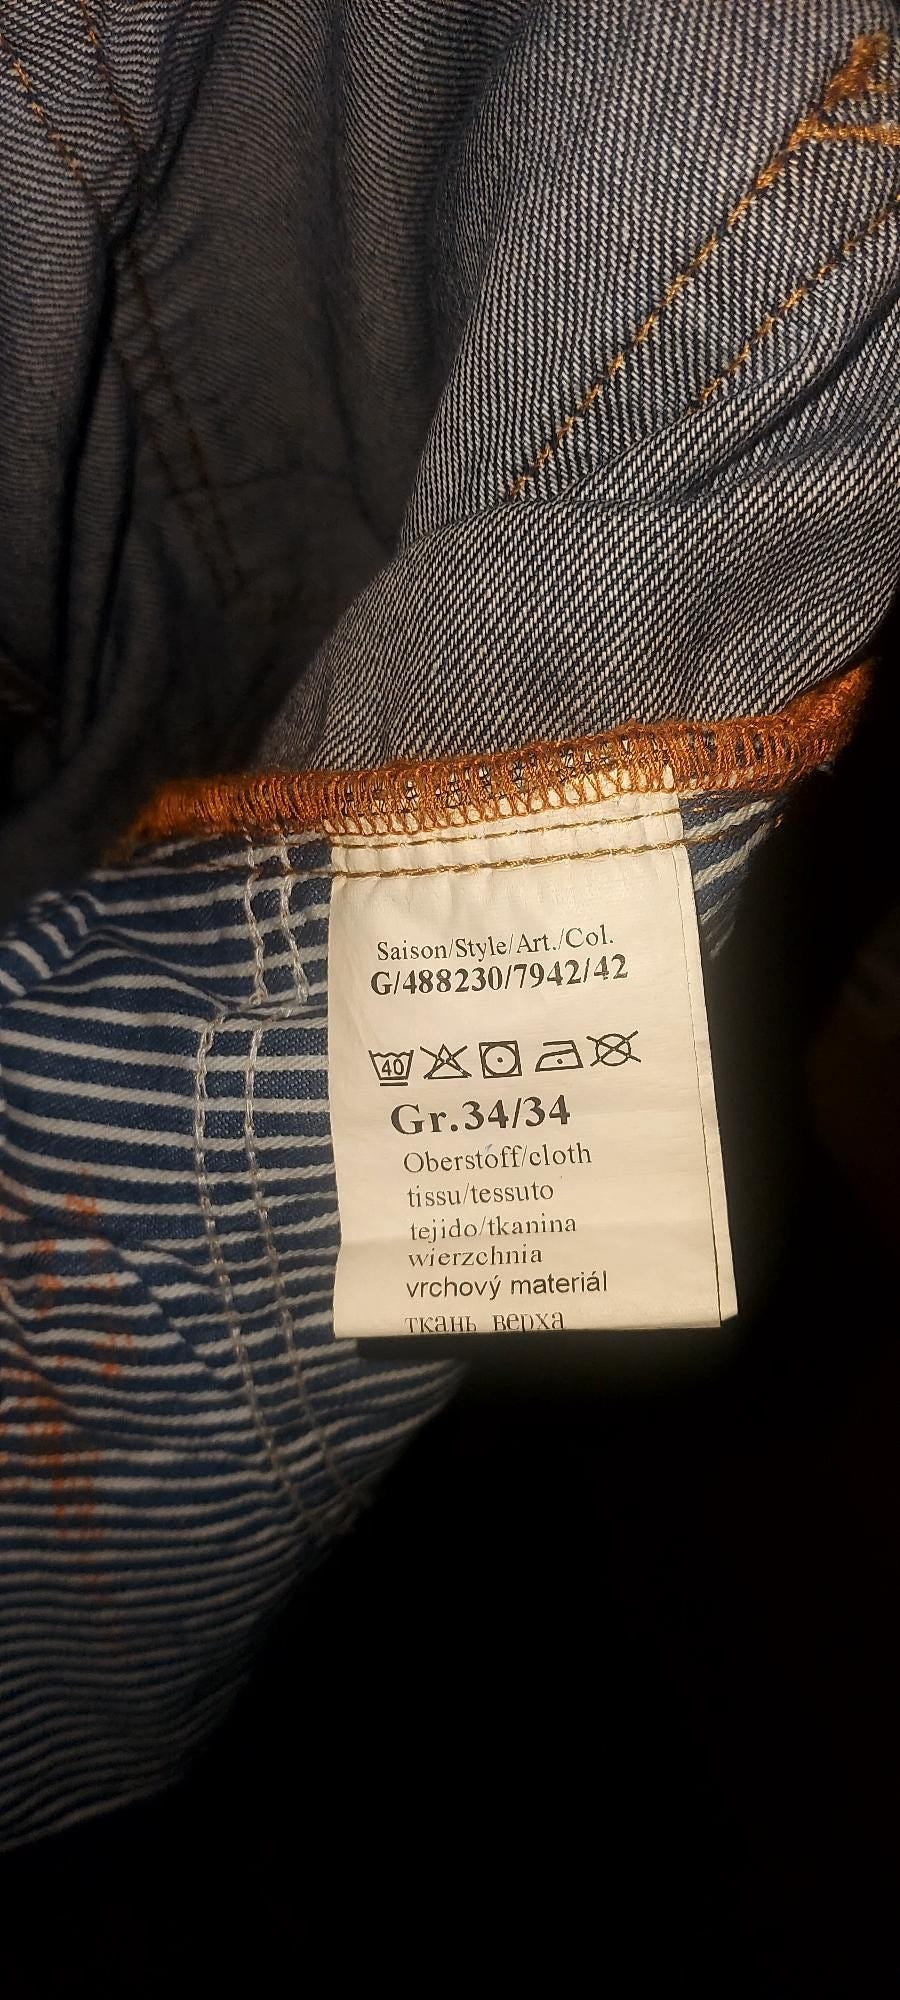 Saison/Style/Art./Col.
G/488230/7942/42
40
Gr.34/34
Oberstoff/cloth
tissu/tessuto
tejido/tkanina
wierzchnia
vrchový materiál
ткань верха